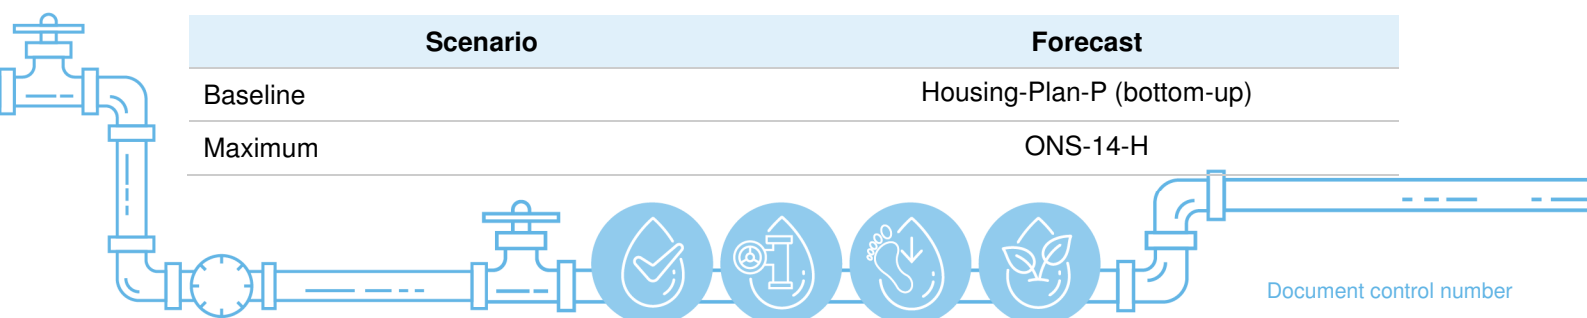 Scenario Forecast
Baseline Housing-Plan-P (bottom-up)
Maximum ONS-14-H
Document control number